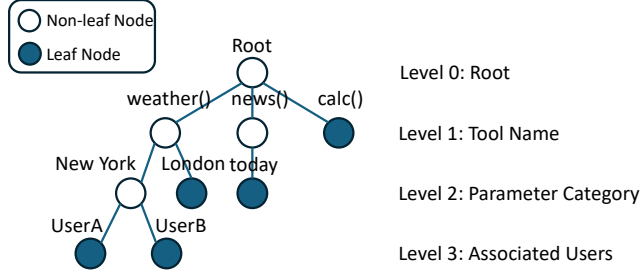 Non-leaf Node
Leaf Node
Root
Level 0: Root
weather() news() calc()
Level 1: Tool Name
New York London today
Level 2: Parameter Category
UserA UserB
Level 3: Associated Users